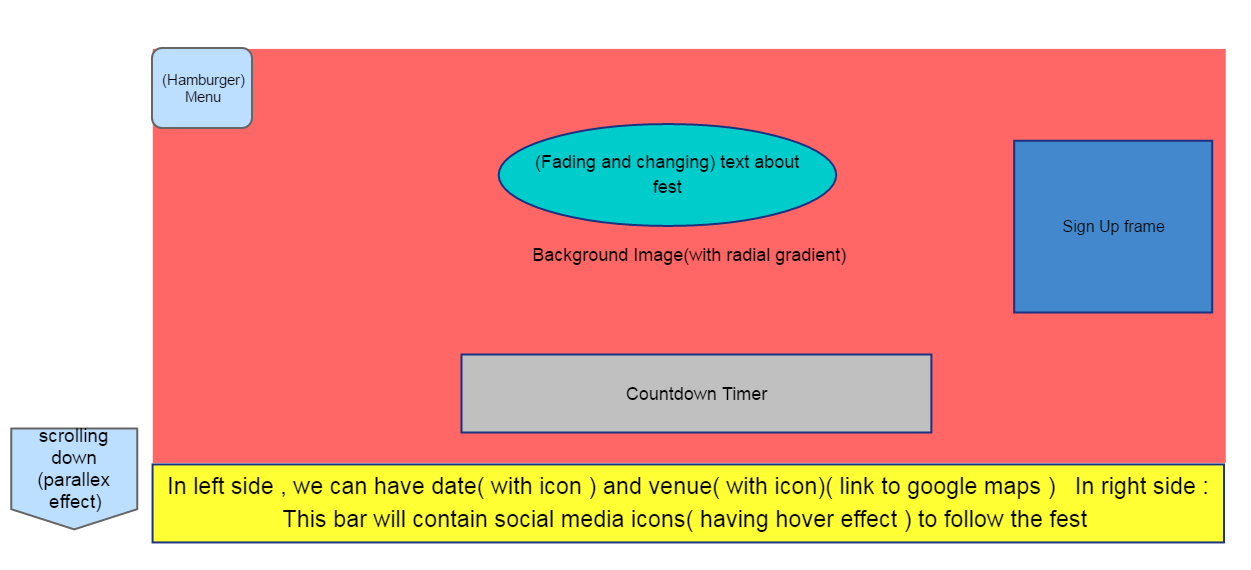 (Hamburger)
Menu
(Fading and changing) text about
fest
Sign Up frame
Background Image(with radial gradient)
Countdown Timer
scrolling
down
(parallex
effect)
In left side , we can have date( with icon ) and venue( with icon)( link to google maps )   In right side :
This bar will contain social media icons( having hover effect ) to follow the fest